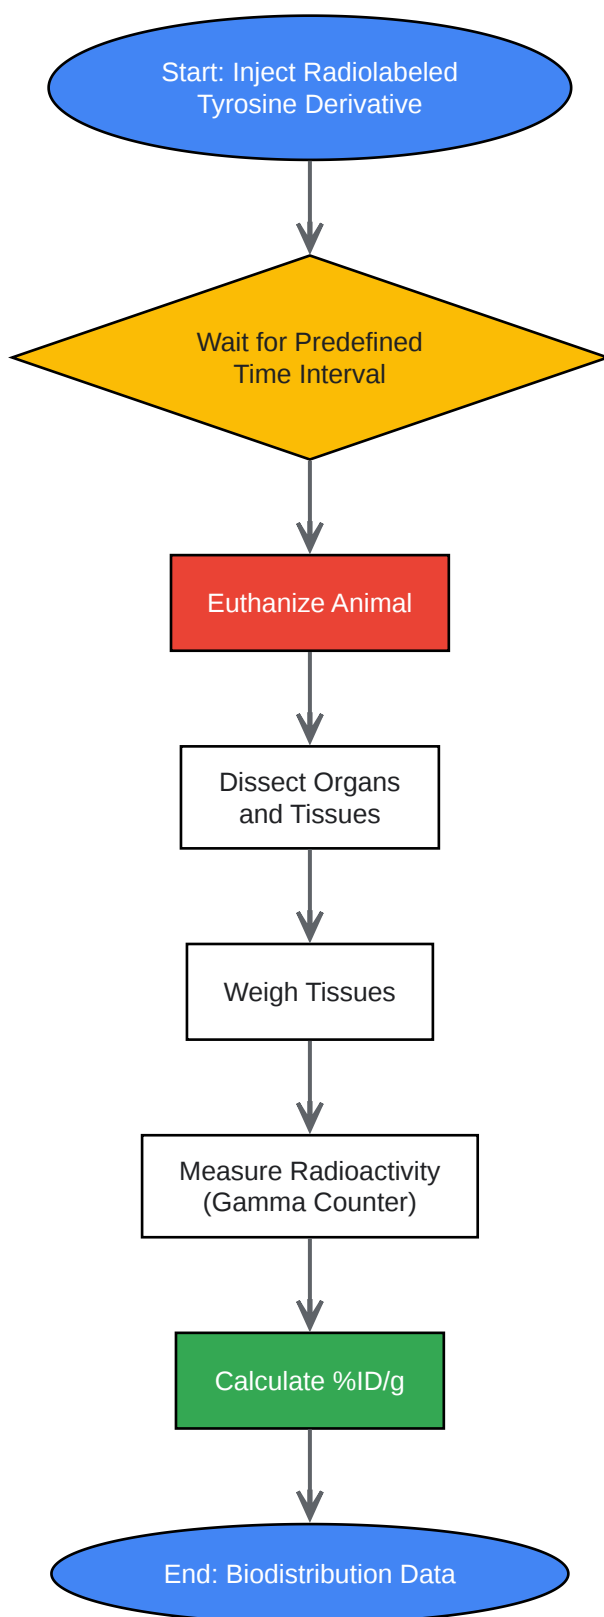 Start: Inject Radiolabeled
Tyrosine Derivative
Wait for Predefined
Time Interval
Euthanize Animal
Dissect Organs
and Tissues
Weigh Tissues
Measure Radioactivity
(Gamma Counter)
Calculate %ID/g
End: Biodistribution Data